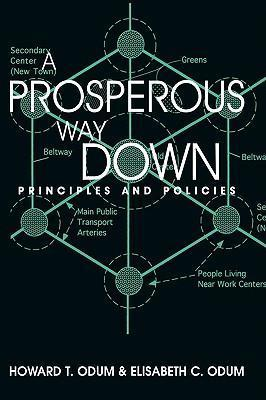 Secondary
Center
(New Town)
Greens
A
PROSPEROUS
WAY
DOWN
Beltway
Beltwa
PRINCIPLES AND POLICIES
Main Public
Transport
Arteries
People Living
Near Work Centers
HOWARD T. ODUM & ELISABETH C. ODUM